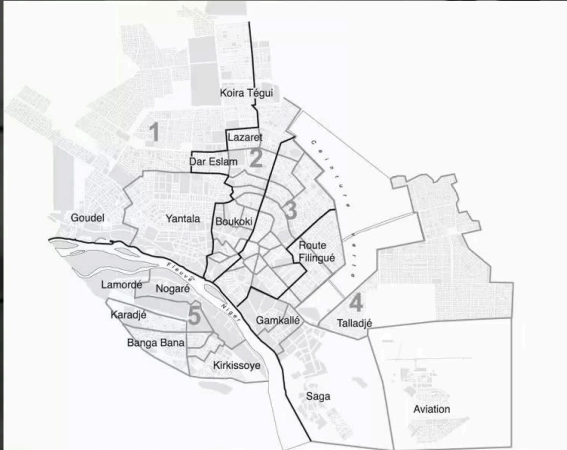 Koira Tégui
1
Lazaret
2
Dar Eslam
Ceinture verte
3
Goudel
Yantala
Boukoki
Route
Filingué
Fleuve Niger
Lamordé
Nogaré
4
Karadjé
5
Gamkallé
Talladjé
Banga Bana
Kirkissoye
Saga
Aviation